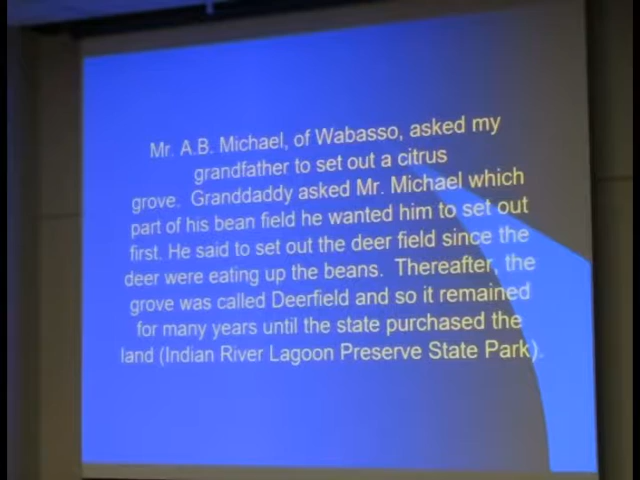 Mr. A.B. Michael, of Wabasso, asked my
grandfather to set out a citrus
grove. Granddaddy asked Mr. Michael which
part of his bean field he wanted him to set out
first. He said to set out the deer field since the
deer were eating up the beans. Thereafter, the
grove was called Deerfield and so it remained
for many years until the state purchased the
land (Indian River Lagoon Preserve State Park).